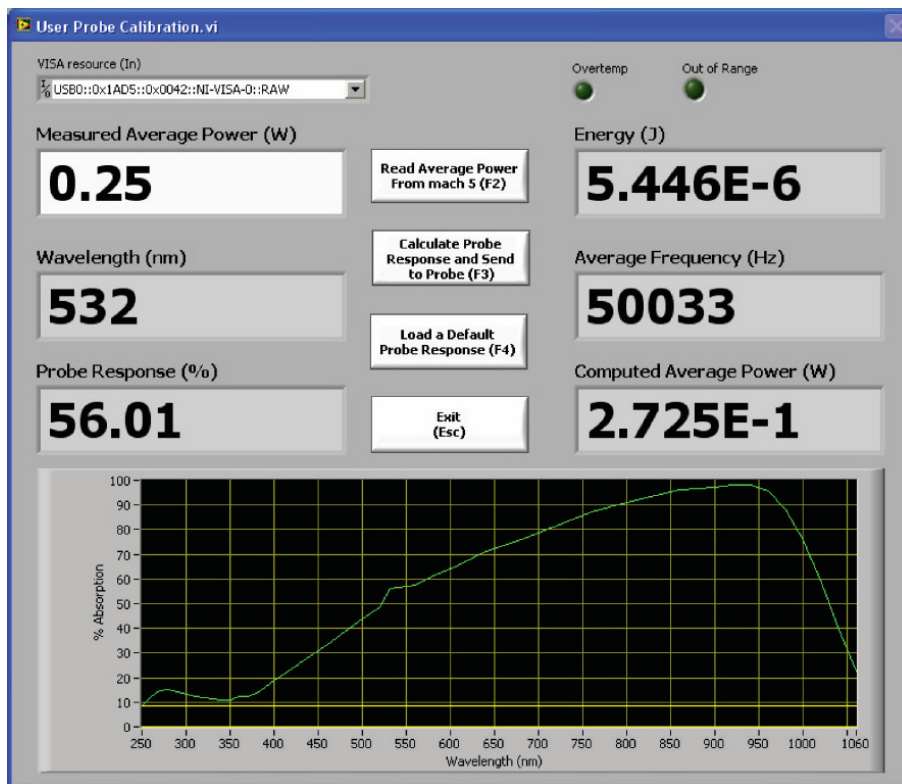 User Probe Calibration.vi
VISA resource (In)
I/O USB0::0x1AD5::0x0042::NI-VISA-0::RAW
Overtemp
Out of Range
Measured Average Power (W)
0.25
Read Average Power
From mach 5 (F2)
Energy (J)
5.446E-6
Wavelength (nm)
532
Calculate Probe
Response and Send
to Probe (F3)
Average Frequency (Hz)
50033
Load a Default
Probe Response (F4)
Probe Response (%)
56.01
Exit
(Esc)
Computed Average Power (W)
2.725E-1
% Absorption
100
90
80
70
60
50
40
30
20
10
0
250 300 350 400 450 500 550 600 650 700 750 800 850 900 950 1000 1060
Wavelength (nm)